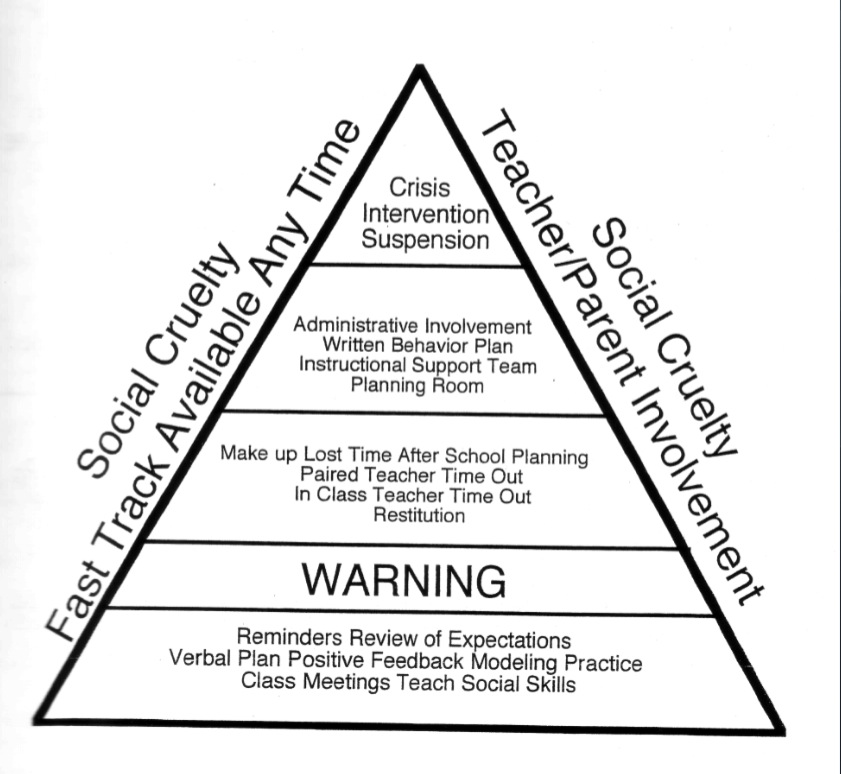 Crisis
Intervention
Suspension
Administrative Involvement
Written Behavior Plan
Instructional Support Team
Planning Room
Make up Lost Time After School Planning
Paired Teacher Time Out
In Class Teacher Time Out
Restitution
WARNING
Reminders Review of Expectations
Verbal Plan Positive Feedback Modeling Practice
Class Meetings Teach Social Skills
Social Cruelty
Fast Track Available Any Time
Social Cruelty
Teacher/Parent Involvement